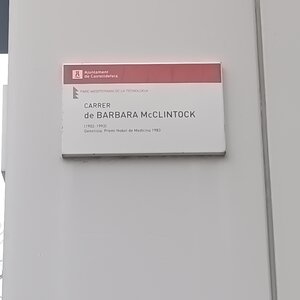 Ajuntament
de Castelldefels
PARC MEDITERRANI DE LA TECNOLOGIA
CARRER
de BARBARA McCLINTOCK
(1902-1992)
Genetista. Premi Nobel de Medicina 1983